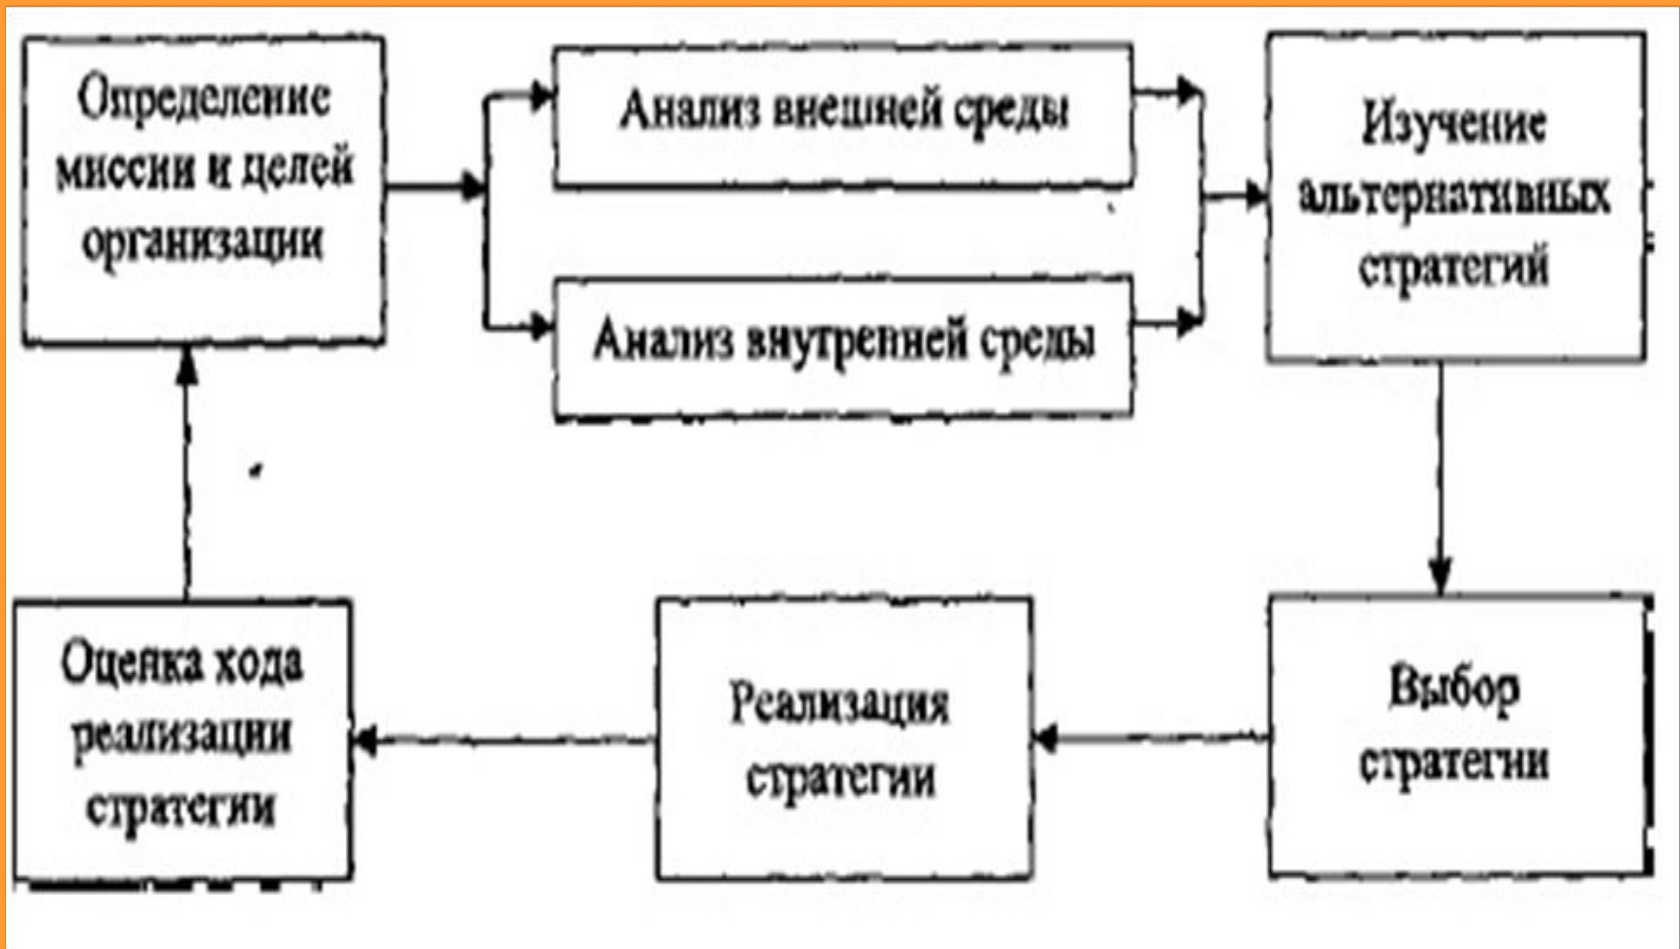 Определение
миссии и целей
организации
Анализ внешней среды
Анализ внутренней среды
Изучение
альтернативных
стратегий
Выбор
стратегии
Реализация
стратегии
Оценка хода
реализации
стратегии